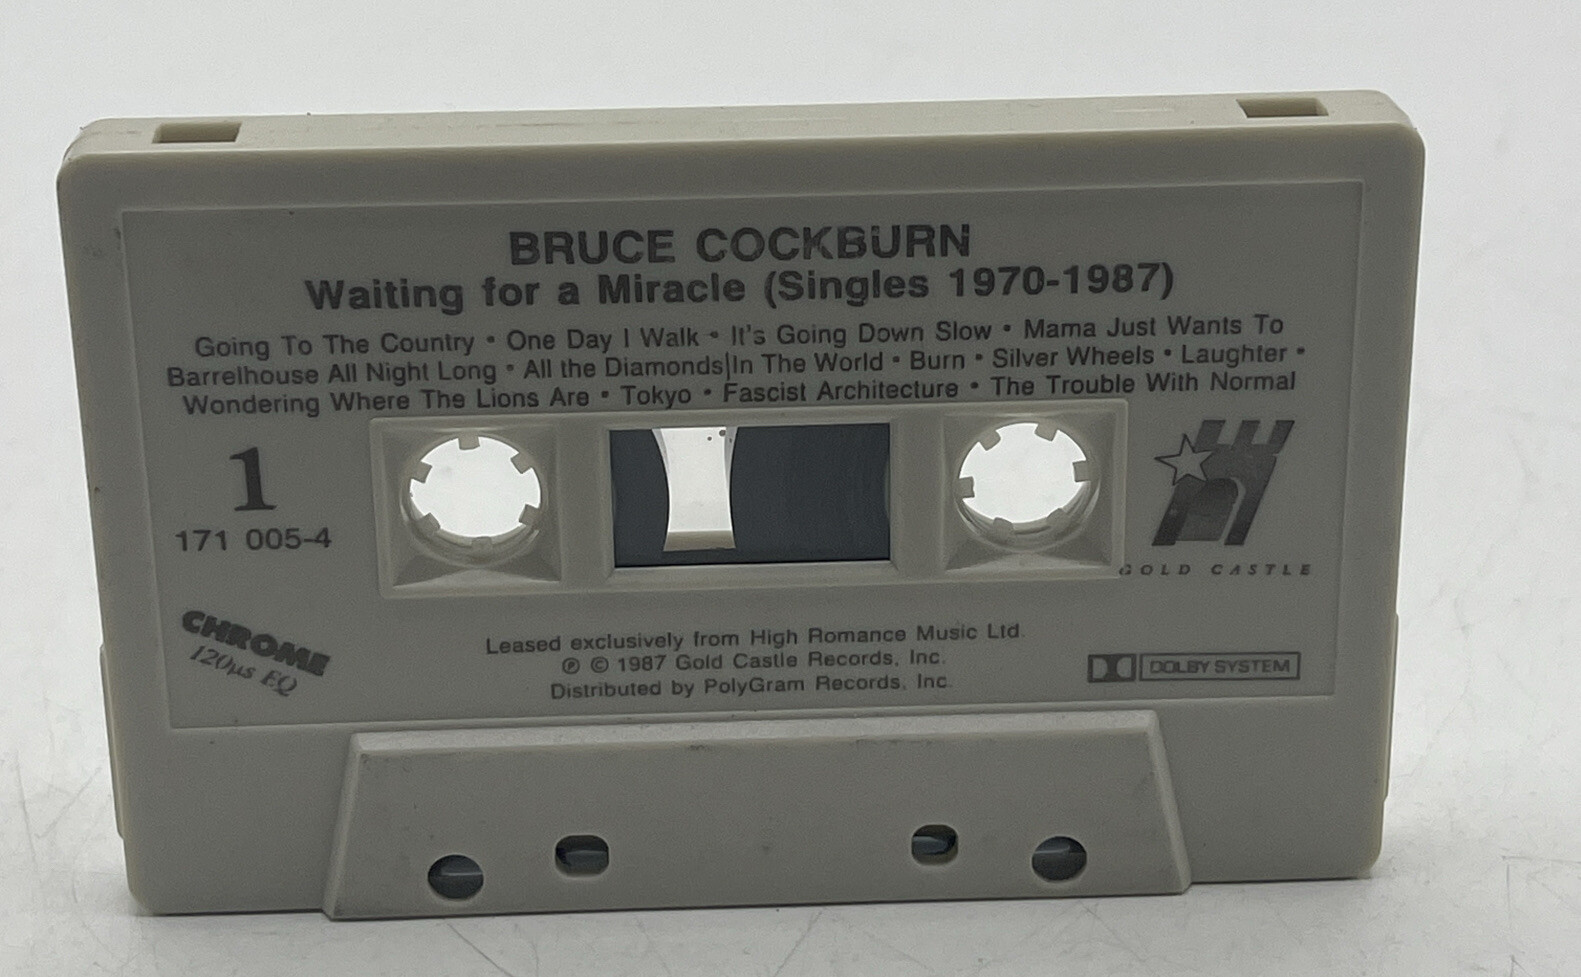 BRUCE COCKBURN
Waiting for a Miracle (Singles 1970-1987)
Going To The Country • One Day I Walk • It's Going Down Slow • Mama Just Wants To
Barrelhouse All Night Long • All the Diamonds|In The World • Burn • Silver Wheels • Laughter •
Wondering Where The Lions Are • Tokyo • Fascist Architecture • The Trouble With Normal
1
171 005-4
GOLD CASTLE
CHROME
120µs EQ
Leased exclusively from High Romance Music Ltd.
℗ © 1987 Gold Castle Records, Inc.
Distributed by PolyGram Records, Inc.
DOLBY SYSTEM